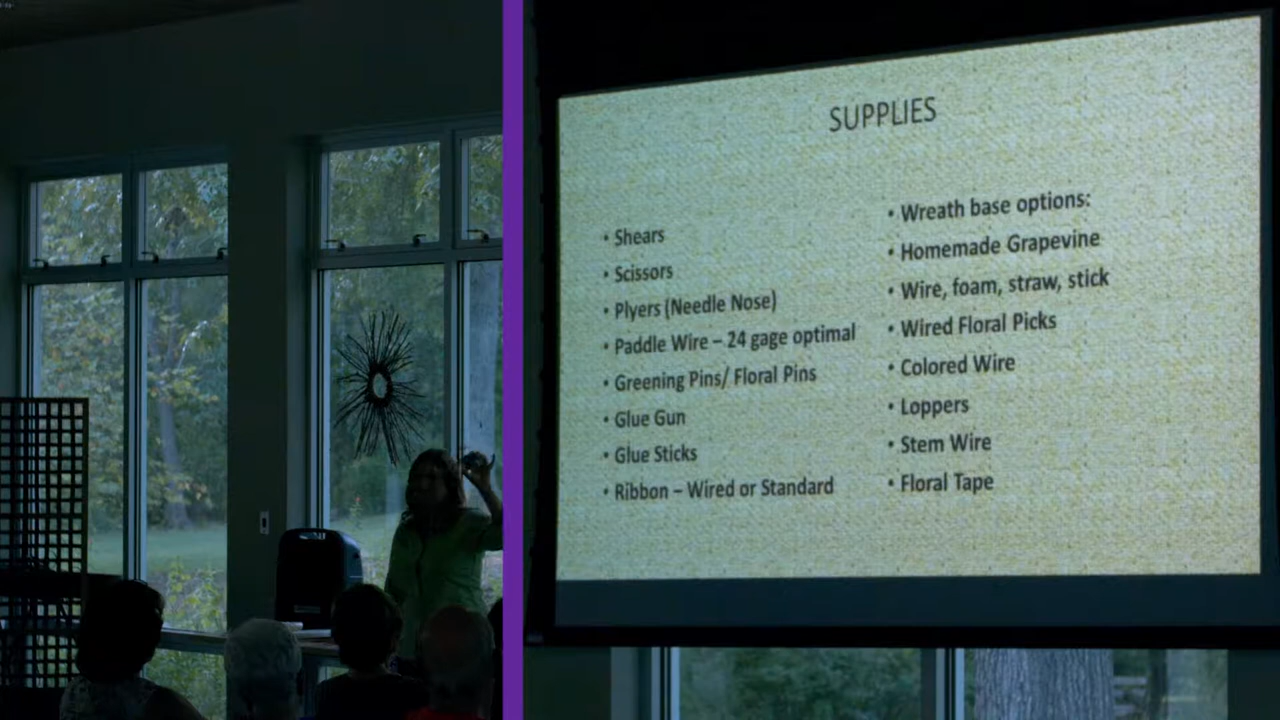 SUPPLIES
• Shears
• Scissors
• Plyers (Needle Nose)
• Paddle Wire – 24 gage optimal
• Greening Pins/ Floral Pins
• Glue Gun
• Glue Sticks
• Ribbon – Wired or Standard
• Wreath base options:
• Homemade Grapevine
• Wire, foam, straw, stick
• Wired Floral Picks
• Colored Wire
• Loppers
• Stem Wire
• Floral Tape